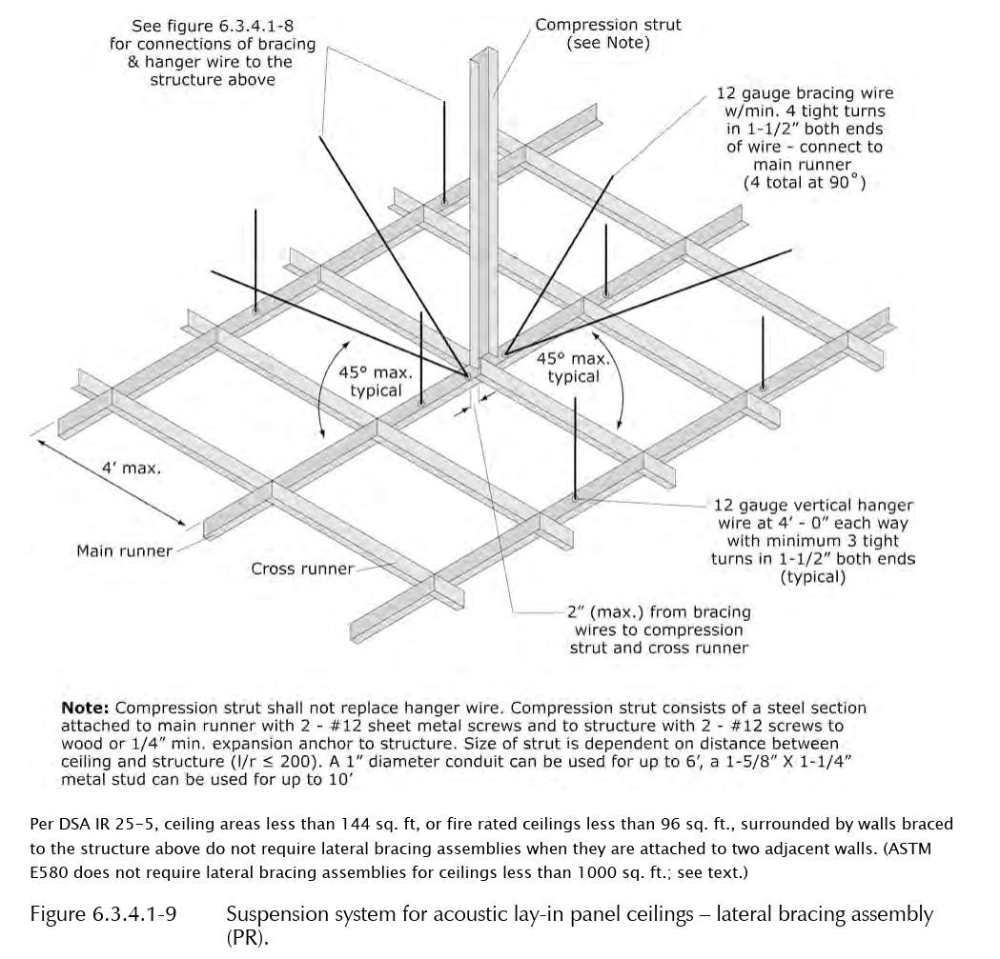 See figure 6.3.4.1-8
for connections of bracing
& hanger wire to the
structure above
Compression strut
(see Note)
12 gauge bracing wire
w/min. 4 tight turns
in 1-1/2" both ends
of wire - connect to
main runner
(4 total at 90°)
45° max.
typical
45° max.
typical
4' max.
Main runner
Cross runner
12 gauge vertical hanger
wire at 4' - 0" each way
with minimum 3 tight
turns in 1-1/2" both ends
(typical)
2" (max.) from bracing
wires to compression
strut and cross runner
Note: Compression strut shall not replace hanger wire. Compression strut consists of a steel section
attached to main runner with 2 - #12 sheet metal screws and to structure with 2 - #12 screws to
wood or 1/4" min. expansion anchor to structure. Size of strut is dependent on distance between
ceiling and structure (l/r ≤ 200). A 1" diameter conduit can be used for up to 6', a 1-5/8" X 1-1/4"
metal stud can be used for up to 10'
Per DSA IR 25-5, ceiling areas less than 144 sq. ft, or fire rated ceilings less than 96 sq. ft., surrounded by walls braced
to the structure above do not require lateral bracing assemblies when they are attached to two adjacent walls. (ASTM
E580 does not require lateral bracing assemblies for ceilings less than 1000 sq. ft.; see text.)
Figure 6.3.4.1-9 Suspension system for acoustic lay-in panel ceilings – lateral bracing assembly
(PR).